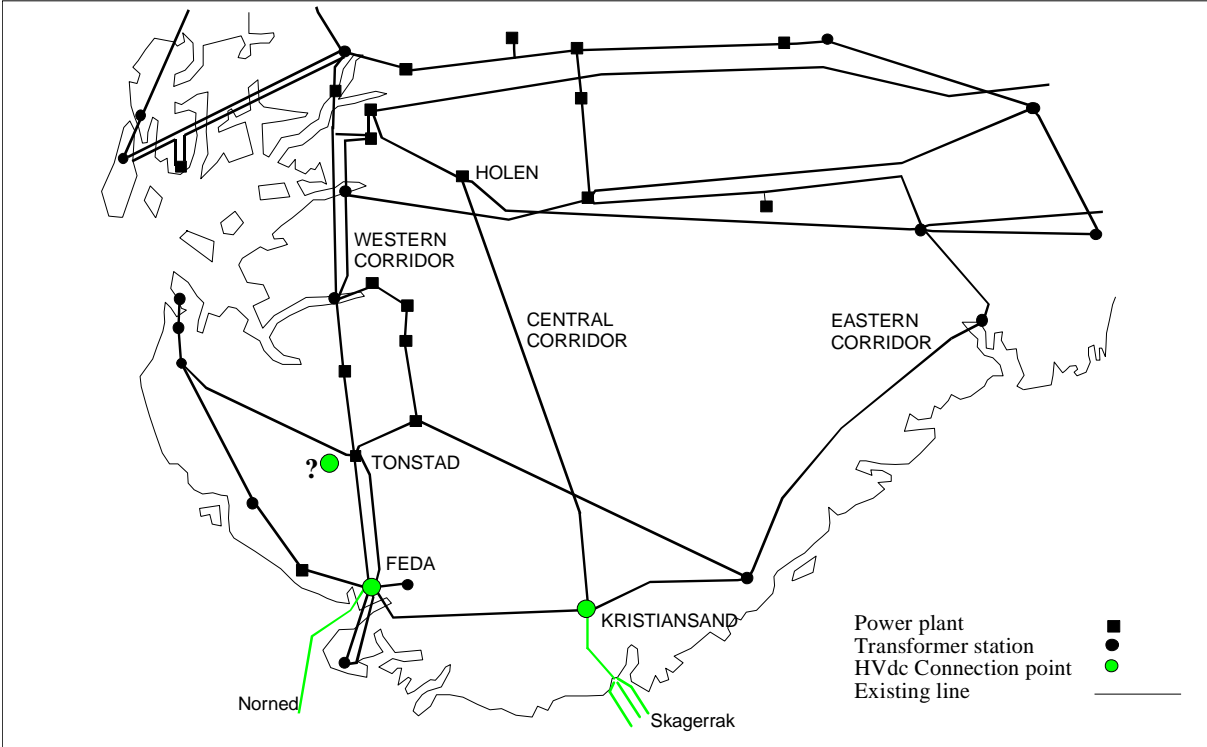 HOLEN
WESTERN
CORRIDOR
CENTRAL
CORRIDOR
EASTERN
CORRIDOR
?
TONSTAD
FEDA
KRISTIANSAND
Norned
Skagerrak
Power plant
Transformer station
HVdc Connection point
Existing line